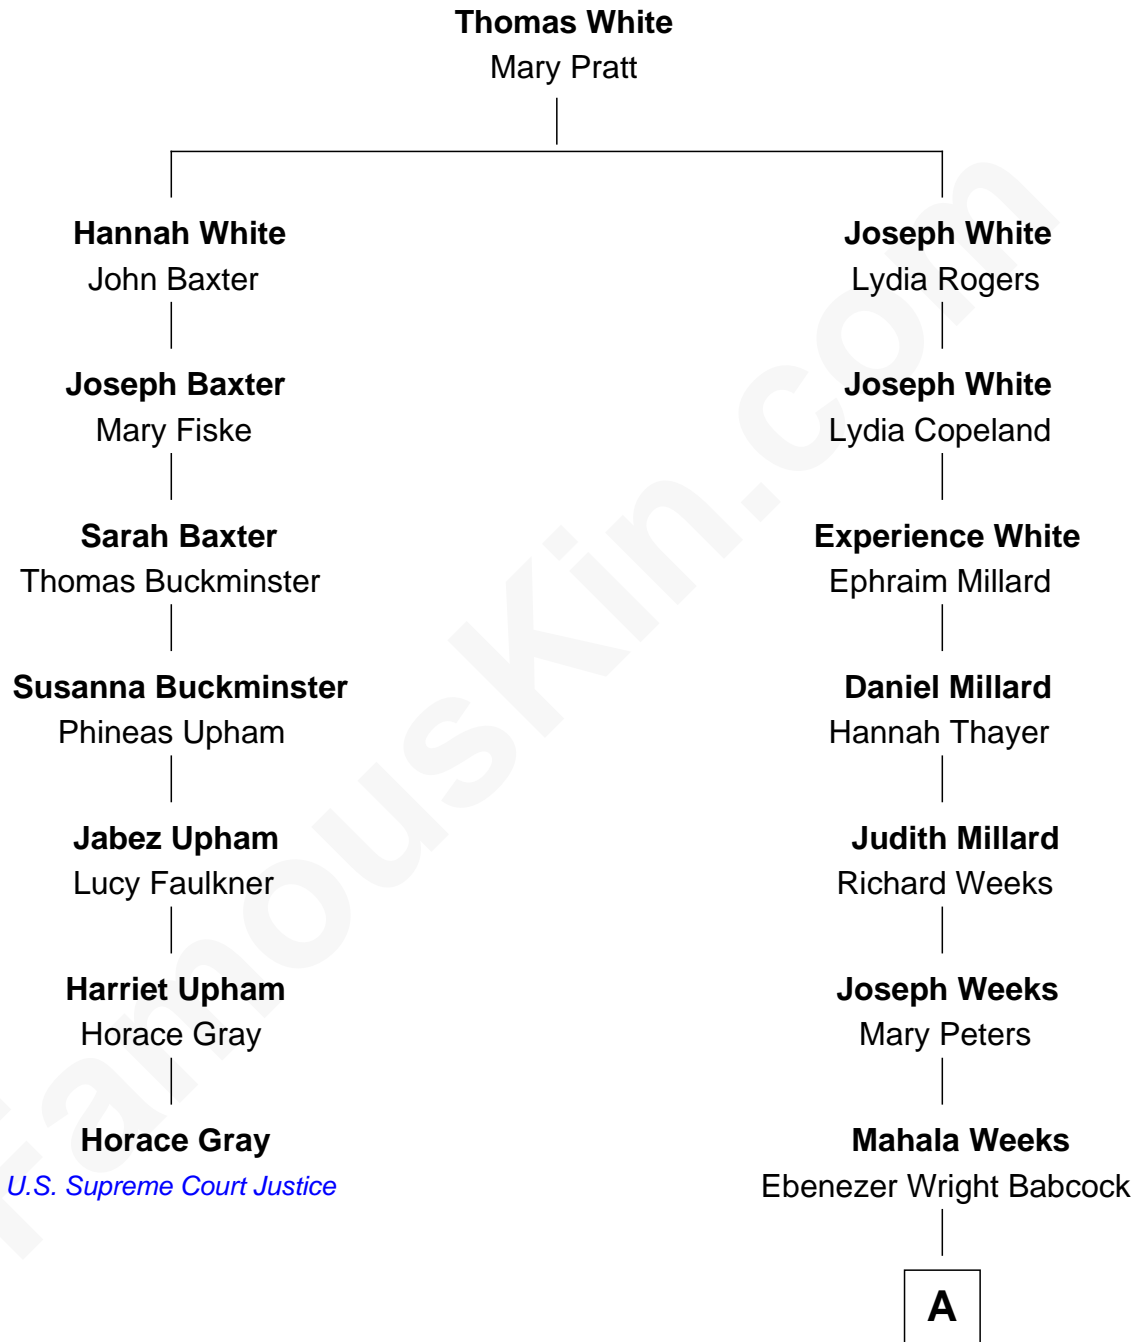 Thomas White
Mary Pratt
Hannah White
John Baxter
Joseph White
Lydia Rogers
Joseph Baxter
Mary Fiske
Joseph White
Lydia Copeland
Sarah Baxter
Thomas Buckminster
Experience White
Ephraim Millard
Susanna Buckminster
Phineas Upham
Daniel Millard
Hannah Thayer
Jabez Upham
Lucy Faulkner
Judith Millard
Richard Weeks
Harriet Upham
Horace Gray
Joseph Weeks
Mary Peters
Horace Gray
U.S. Supreme Court Justice
Mahala Weeks
Ebenezer Wright Babcock
A
FamousKin.com